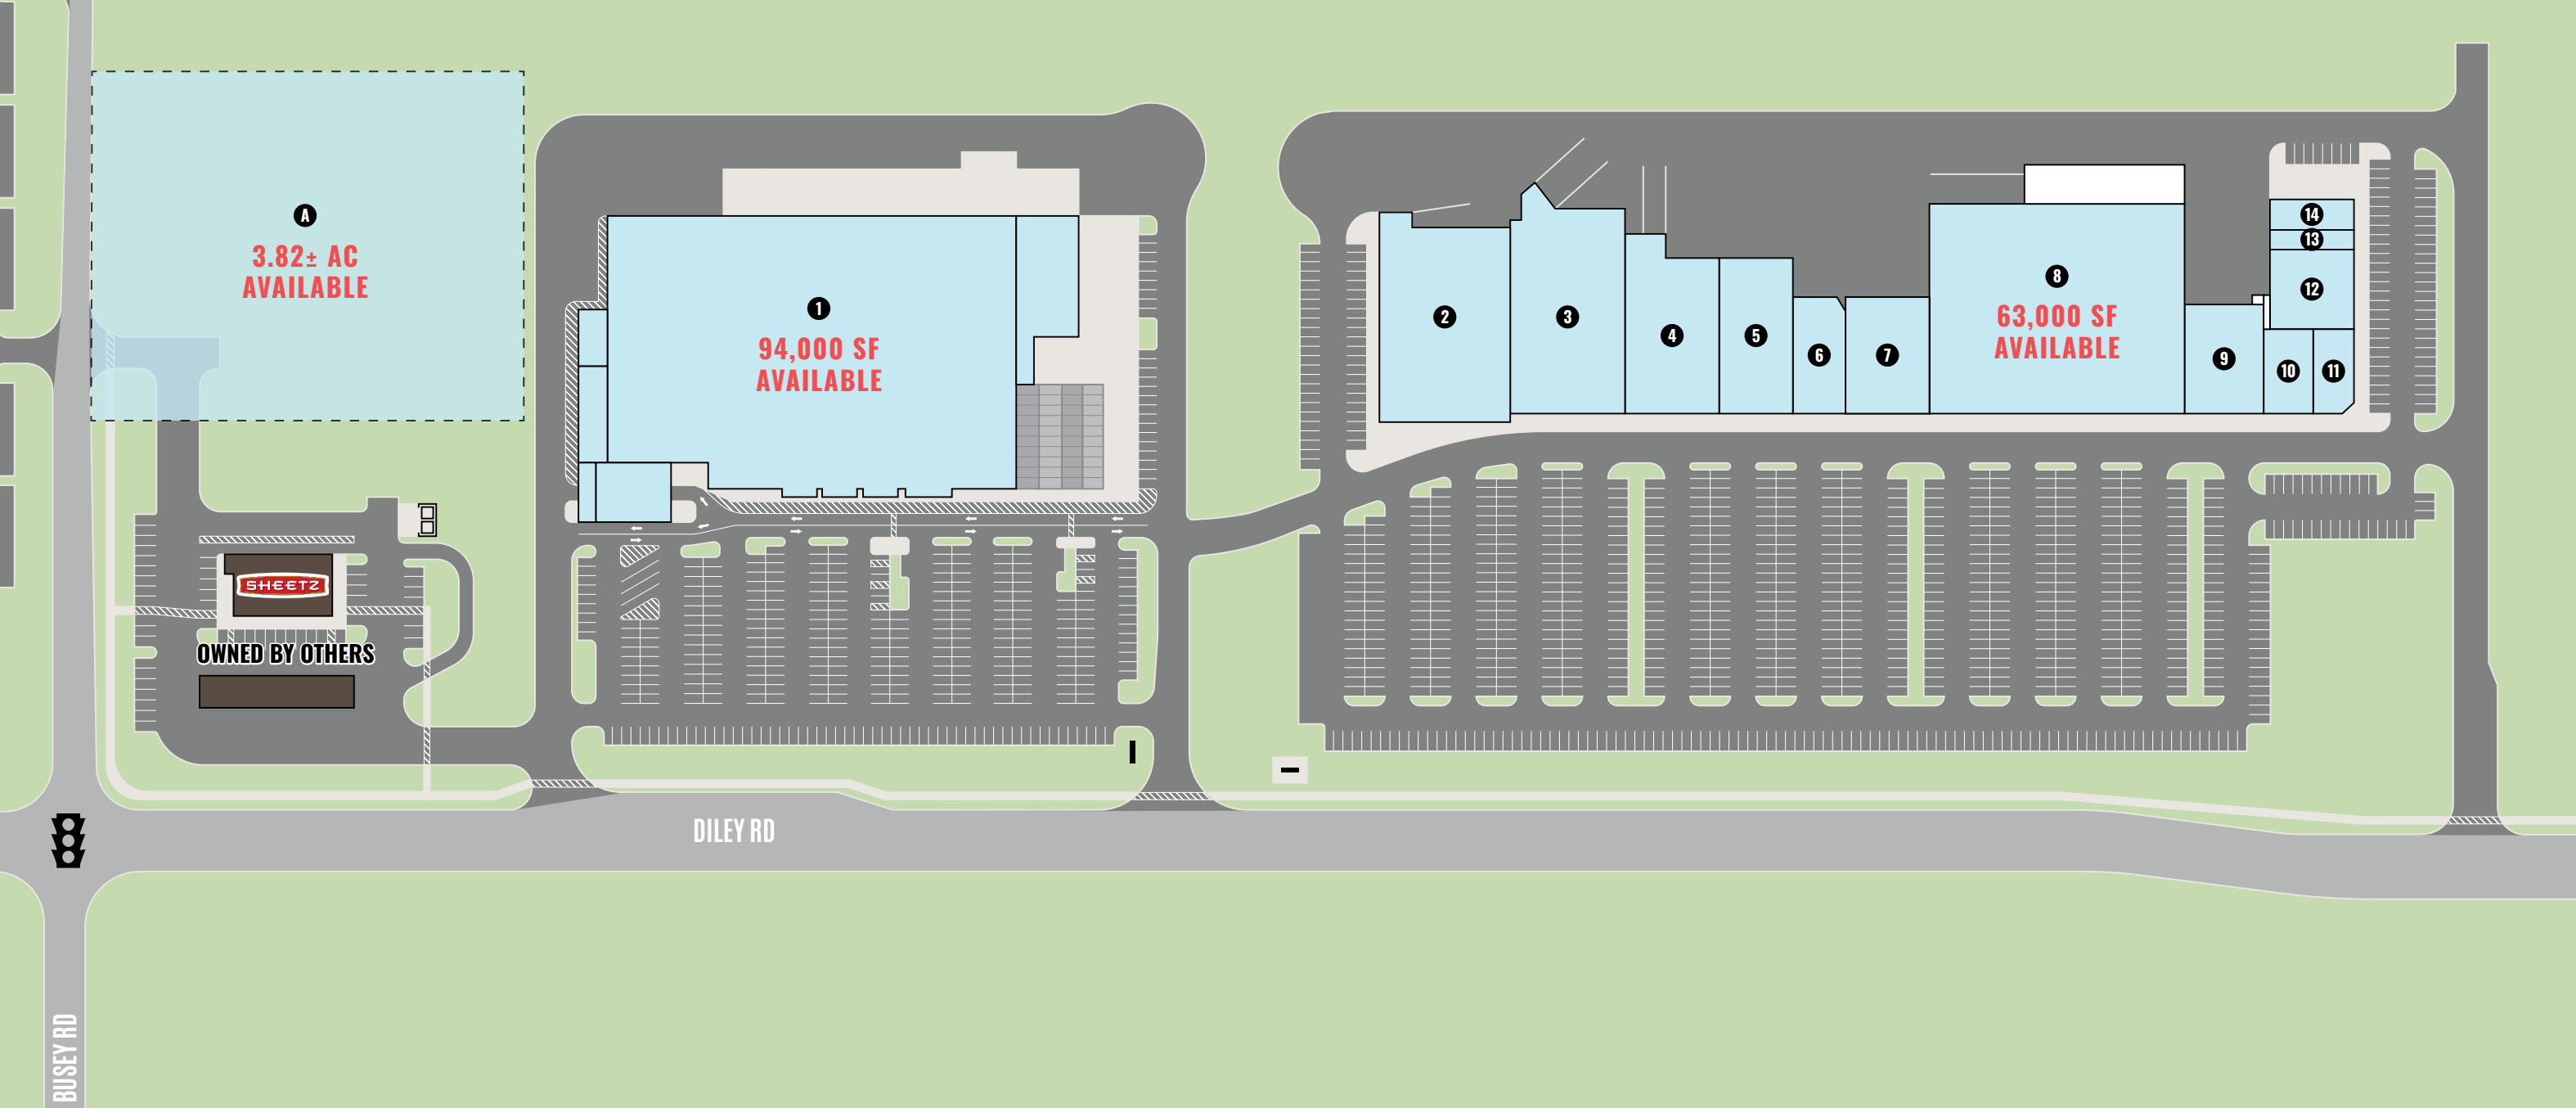 A
3.82± AC
AVAILABLE
1
94,000 SF
AVAILABLE
2
3
4
5
6
7
8
63,000 SF
AVAILABLE
9
10
11
12
13
14
SHEETZ
OWNED BY OTHERS
DILEY RD
BUSEY RD